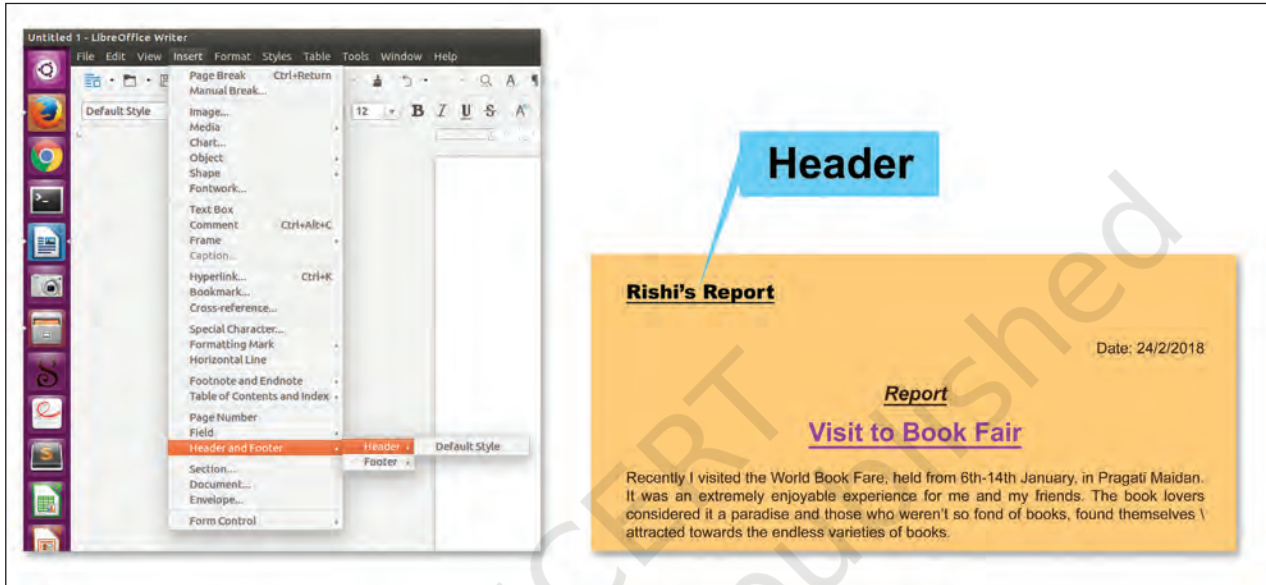 Untitled 1 - LibreOffice Writer
File Edit View Insert Format Styles Table Tools Window Help
Page Break Ctrl+Return
Manual Break...
Default Style
12
B I U S A
Image...
Media
Chart...
Object
Shape
Fontwork...
Text Box
Comment Ctrl+Alt+C
Frame
Caption...
Hyperlink... Ctrl+K
Bookmark...
Cross-reference...
Special Character...
Formatting Mark
Horizontal Line
Footnote and Endnote
Table of Contents and Index
Page Number
Field
Header and Footer
Header
Default Style
Footer
Section...
Document...
Envelope...
Form Control
Header
Rishi's Report
Date: 24/2/2018
Report
Visit to Book Fair
Recently I visited the World Book Fare, held from 6th-14th January, in Pragati Maidan.
It was an extremely enjoyable experience for me and my friends. The book lovers
considered it a paradise and those who weren't so fond of books, found themselves \
attracted towards the endless varieties of books.